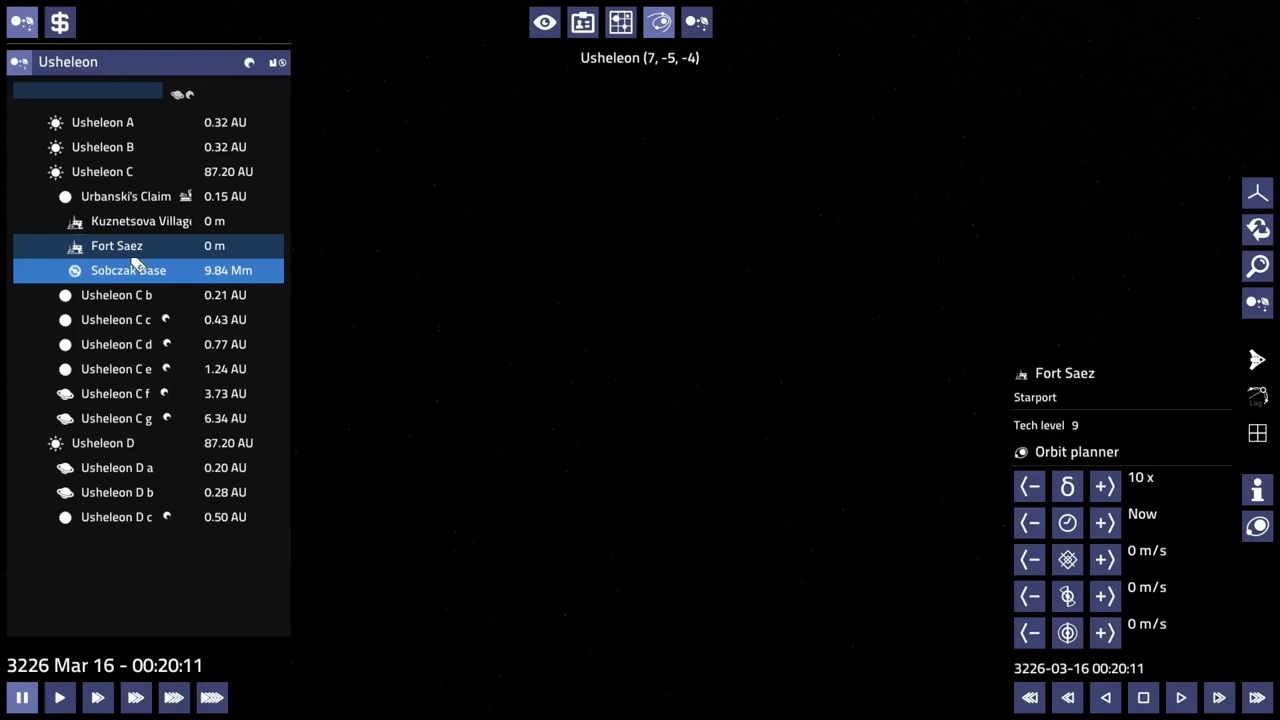 Usheleon
Usheleon (7, -5, -4)
Usheleon A 0.32 AU
Usheleon B 0.32 AU
Usheleon C 87.20 AU
Urbanski's Claim 0.15 AU
Kuznetsova Village 0 m
Fort Saez 0 m
Sobczak Base 9.84 Mm
Usheleon C b 0.21 AU
Usheleon C c 0.43 AU
Usheleon C d 0.77 AU
Usheleon C e 1.24 AU
Usheleon C f 3.73 AU
Usheleon C g 6.34 AU
Usheleon D 87.20 AU
Usheleon D a 0.20 AU
Usheleon D b 0.28 AU
Usheleon D c 0.50 AU
3226 Mar 16 - 00:20:11
Lag
Fort Saez
Starport
Tech level 9
Orbit planner
10 x
Now
0 m/s
0 m/s
0 m/s
3226-03-16 00:20:11